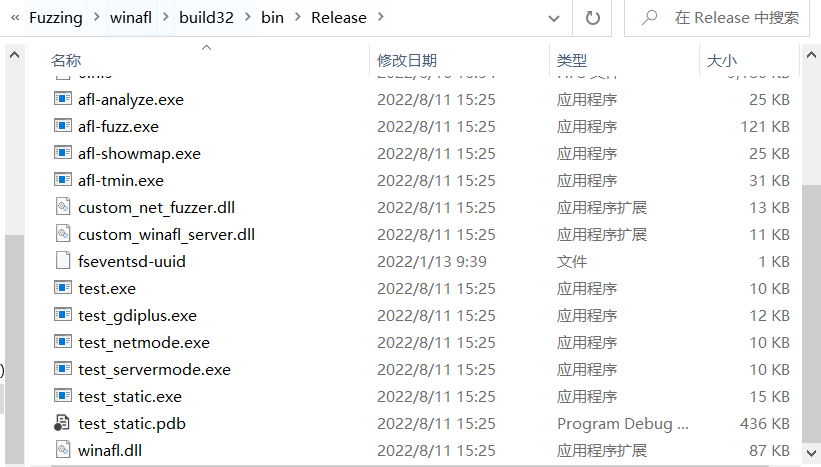 « Fuzzing › winafl › build32 › bin › Release ›
在 Release 中搜索
名称 修改日期 类型 大小
afl-analyze.exe 2022/8/11 15:25 应用程序 25 KB
afl-fuzz.exe 2022/8/11 15:25 应用程序 121 KB
afl-showmap.exe 2022/8/11 15:25 应用程序 25 KB
afl-tmin.exe 2022/8/11 15:25 应用程序 31 KB
custom_net_fuzzer.dll 2022/8/11 15:25 应用程序扩展 13 KB
custom_winafl_server.dll 2022/8/11 15:25 应用程序扩展 11 KB
fseventsd-uuid 2022/1/13 9:39 文件 1 KB
test.exe 2022/8/11 15:25 应用程序 10 KB
test_gdiplus.exe 2022/8/11 15:25 应用程序 12 KB
test_netmode.exe 2022/8/11 15:25 应用程序 10 KB
test_servermode.exe 2022/8/11 15:25 应用程序 10 KB
test_static.exe 2022/8/11 15:25 应用程序 15 KB
test_static.pdb 2022/8/11 15:25 Program Debug ... 436 KB
winafl.dll 2022/8/11 15:25 应用程序扩展 87 KB